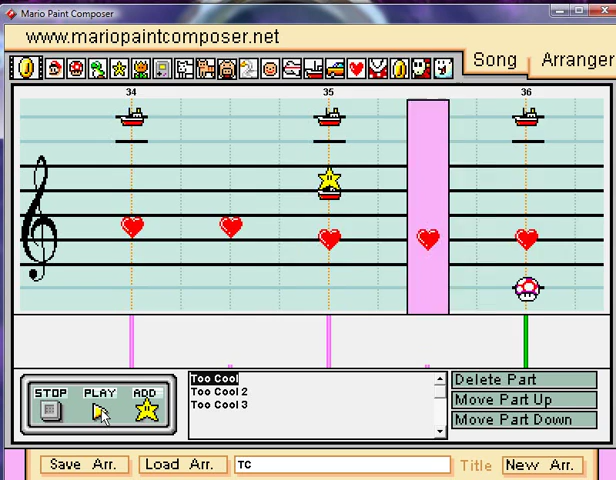 Mario Paint Composer
www.mariopaintcomposer.net
Song
Arranger
34
35
36
STOP
PLAY
ADD
Too Cool
Too Cool 2
Too Cool 3
Delete Part
Move Part Up
Move Part Down
Save Arr.
Load Arr.
TC
Title
New Arr.